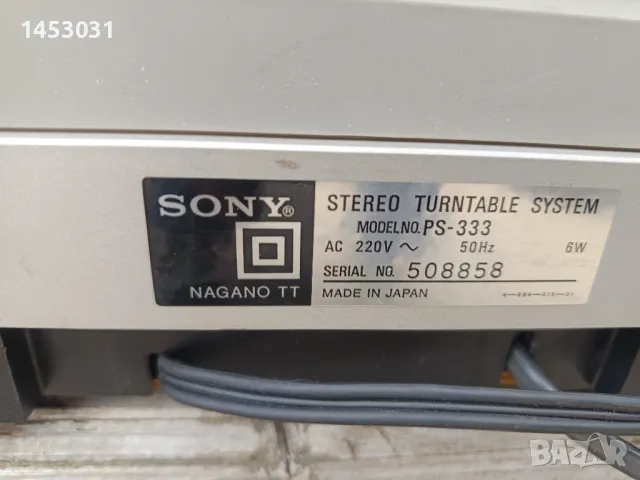 1453031
SONY®
NAGANO TT
STEREO TURNTABLE SYSTEM
MODEL NO. PS-333
AC 220V ~ 50Hz 6W
SERIAL NO. 508858
MADE IN JAPAN
BAZAR